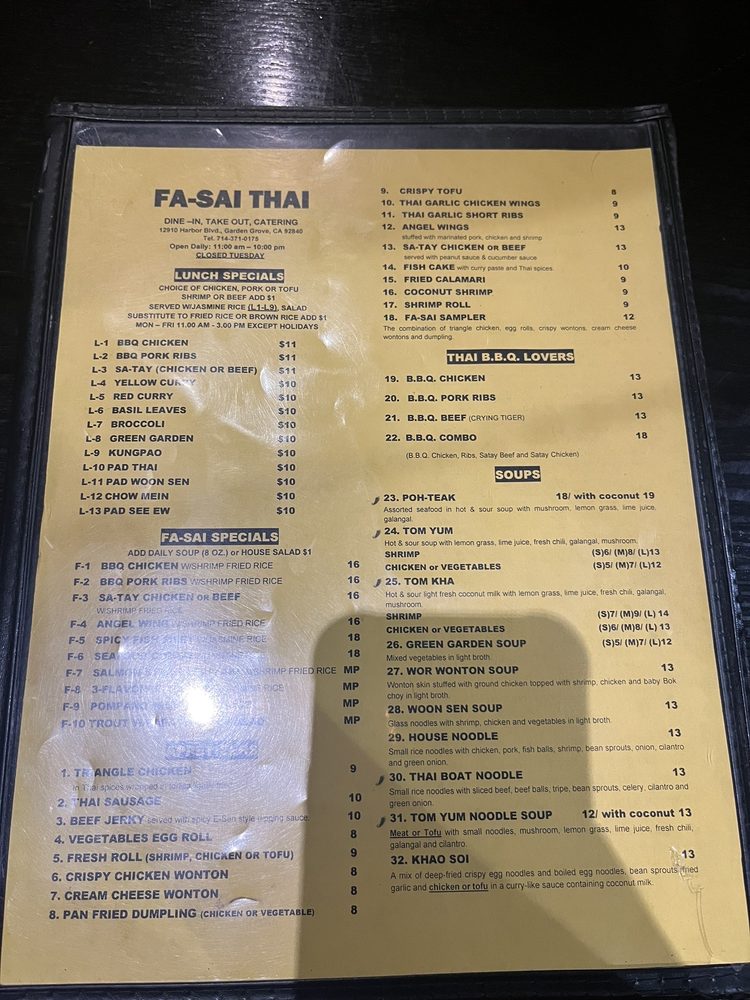 FA-SAI THAI
DINE –IN, TAKE OUT, CATERING
12910 Harbor Blvd., Garden Grove, CA 92840
Tel. 714-371-0175
Open Daily: 11:00 am – 10:00 pm
CLOSED TUESDAY
LUNCH SPECIALS
CHOICE OF CHICKEN, PORK OR TOFU
SHRIMP OR BEEF ADD $1
SERVED W/JASMINE RICE (L1-L9), SALAD
SUBSTITUTE TO FRIED RICE OR BROWN RICE ADD $1
MON – FRI 11.00 AM - 3.00 PM EXCEPT HOLIDAYS
L-1 BBQ CHICKEN $11
L-2 BBQ PORK RIBS $11
L-3 SA-TAY (CHICKEN OR BEEF) $11
L-4 YELLOW CURRY $10
L-5 RED CURRY $10
L-6 BASIL LEAVES $10
L-7 BROCCOLI $10
L-8 GREEN GARDEN $10
L-9 KUNGPAO $10
L-10 PAD THAI $10
L-11 PAD WOON SEN $10
L-12 CHOW MEIN $10
L-13 PAD SEE EW $10
FA-SAI SPECIALS
ADD DAILY SOUP (8 OZ.) or HOUSE SALAD $1
F-1 BBQ CHICKEN W/SHRIMP FRIED RICE 16
F-2 BBQ PORK RIBS W/SHRIMP FRIED RICE 16
F-3 SA-TAY CHICKEN OR BEEF 16
W/SHRIMP FRIED RICE
F-4 ANGEL WING W/SHRIMP FRIED RICE 16
F-5 SPICY FISH W/JASMINE RICE 18
F-6 18
F-7 SALMON W/SHRIMP FRIED RICE MP
F-8 3-FLAVOR RICE MP
F-9 POMPANO MP
F-10 TROUT MP
1. TRIANGLE CHICKEN 9
in Thai spices wrapped
2. THAI SAUSAGE 10
3. BEEF JERKY served with spicy E-San style dipping sauce 10
4. VEGETABLES EGG ROLL 8
5. FRESH ROLL (SHRIMP, CHICKEN OR TOFU) 9
6. CRISPY CHICKEN WONTON 8
7. CREAM CHEESE WONTON 8
8. PAN FRIED DUMPLING (CHICKEN OR VEGETABLE) 8
9. CRISPY TOFU 8
10. THAI GARLIC CHICKEN WINGS 9
11. THAI GARLIC SHORT RIBS 9
12. ANGEL WINGS 13
stuffed with marinated pork, chicken and shrimp
13. SA-TAY CHICKEN OR BEEF 13
served with peanut sauce & cucumber sauce
14. FISH CAKE with curry paste and Thai spices. 10
15. FRIED CALAMARI 9
16. COCONUT SHRIMP 9
17. SHRIMP ROLL 9
18. FA-SAI SAMPLER 12
The combination of triangle chicken, egg rolls, crispy wontons, cream cheese
wontons and dumpling.
THAI B.B.Q. LOVERS
19. B.B.Q. CHICKEN 13
20. B.B.Q. PORK RIBS 13
21. B.B.Q. BEEF (CRYING TIGER) 13
22. B.B.Q. COMBO 18
(B.B.Q. Chicken, Ribs, Satay Beef and Satay Chicken)
SOUPS
23. POH-TEAK 18/ with coconut 19
Assorted seafood in hot & sour soup with mushroom, lemon grass, lime juice,
galangal.
24. TOM YUM
Hot & sour soup with lemon grass, lime juice, fresh chili, galangal, mushroom.
SHRIMP (S)6/ (M)8/ (L)13
CHICKEN or VEGETABLES (S)5/ (M)7/ (L)12
25. TOM KHA
Hot & sour light fresh coconut milk with lemon grass, lime juice, fresh chili, galangal,
mushroom.
SHRIMP (S)7/ (M)9/ (L) 14
CHICKEN or VEGETABLES (S)6/ (M)8/ (L) 13
26. GREEN GARDEN SOUP (S)5/ (M)7/ (L)12
Mixed vegetables in light broth.
27. WOR WONTON SOUP 13
Wonton skin stuffed with ground chicken topped with shrimp, chicken and baby Bok
choy in light broth.
28. WOON SEN SOUP 13
Glass noodles with shrimp, chicken and vegetables in light broth.
29. HOUSE NOODLE 13
Small rice noodles with chicken, pork, fish balls, shrimp, bean sprouts, onion, cilantro
and green onion.
30. THAI BOAT NOODLE 13
Small rice noodles with sliced beef, beef balls, tripe, bean sprouts, celery, cilantro and
green onion.
31. TOM YUM NOODLE SOUP 12/ with coconut 13
Meat or Tofu with small noodles, mushroom, lemon grass, lime juice, fresh chili,
galangal and cilantro.
32. KHAO SOI 13
A mix of deep-fried crispy egg noodles and boiled egg noodles, bean sprouts fried
garlic and chicken or tofu in a curry-like sauce containing coconut milk.